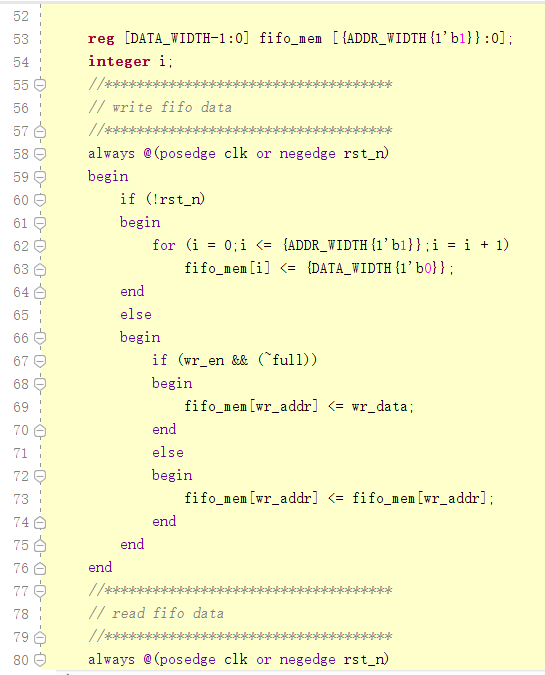 52
53 reg [DATA_WIDTH-1:0] fifo_mem [{ADDR_WIDTH{1'b1}}:0];
54 integer i;
55 //************************************
56 // write fifo data
57 //************************************
58 always @(posedge clk or negedge rst_n)
59 begin
60 if (!rst_n)
61 begin
62 for (i = 0;i <= {ADDR_WIDTH{1'b1}};i = i + 1)
63 fifo_mem[i] <= {DATA_WIDTH{1'b0}};
64 end
65 else
66 begin
67 if (wr_en && (~full))
68 begin
69 fifo_mem[wr_addr] <= wr_data;
70 end
71 else
72 begin
73 fifo_mem[wr_addr] <= fifo_mem[wr_addr];
74 end
75 end
76 end
77 //************************************
78 // read fifo data
79 //************************************
80 always @(posedge clk or negedge rst_n)